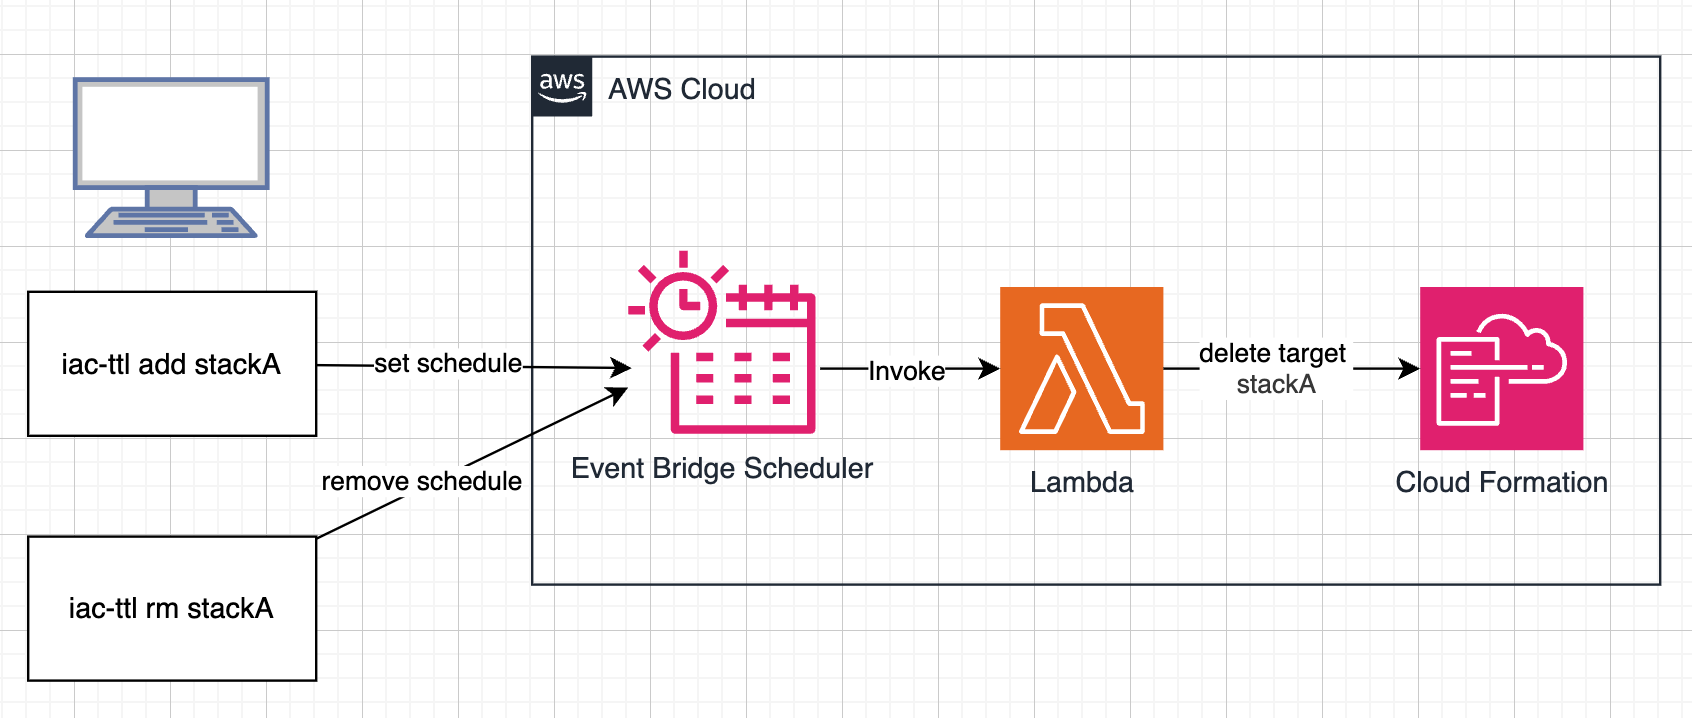 aws
AWS Cloud
iac-ttl add stackA
set schedule
Invoke
delete target
stackA
Event Bridge Scheduler
Lambda
Cloud Formation
remove schedule
iac-ttl rm stackA